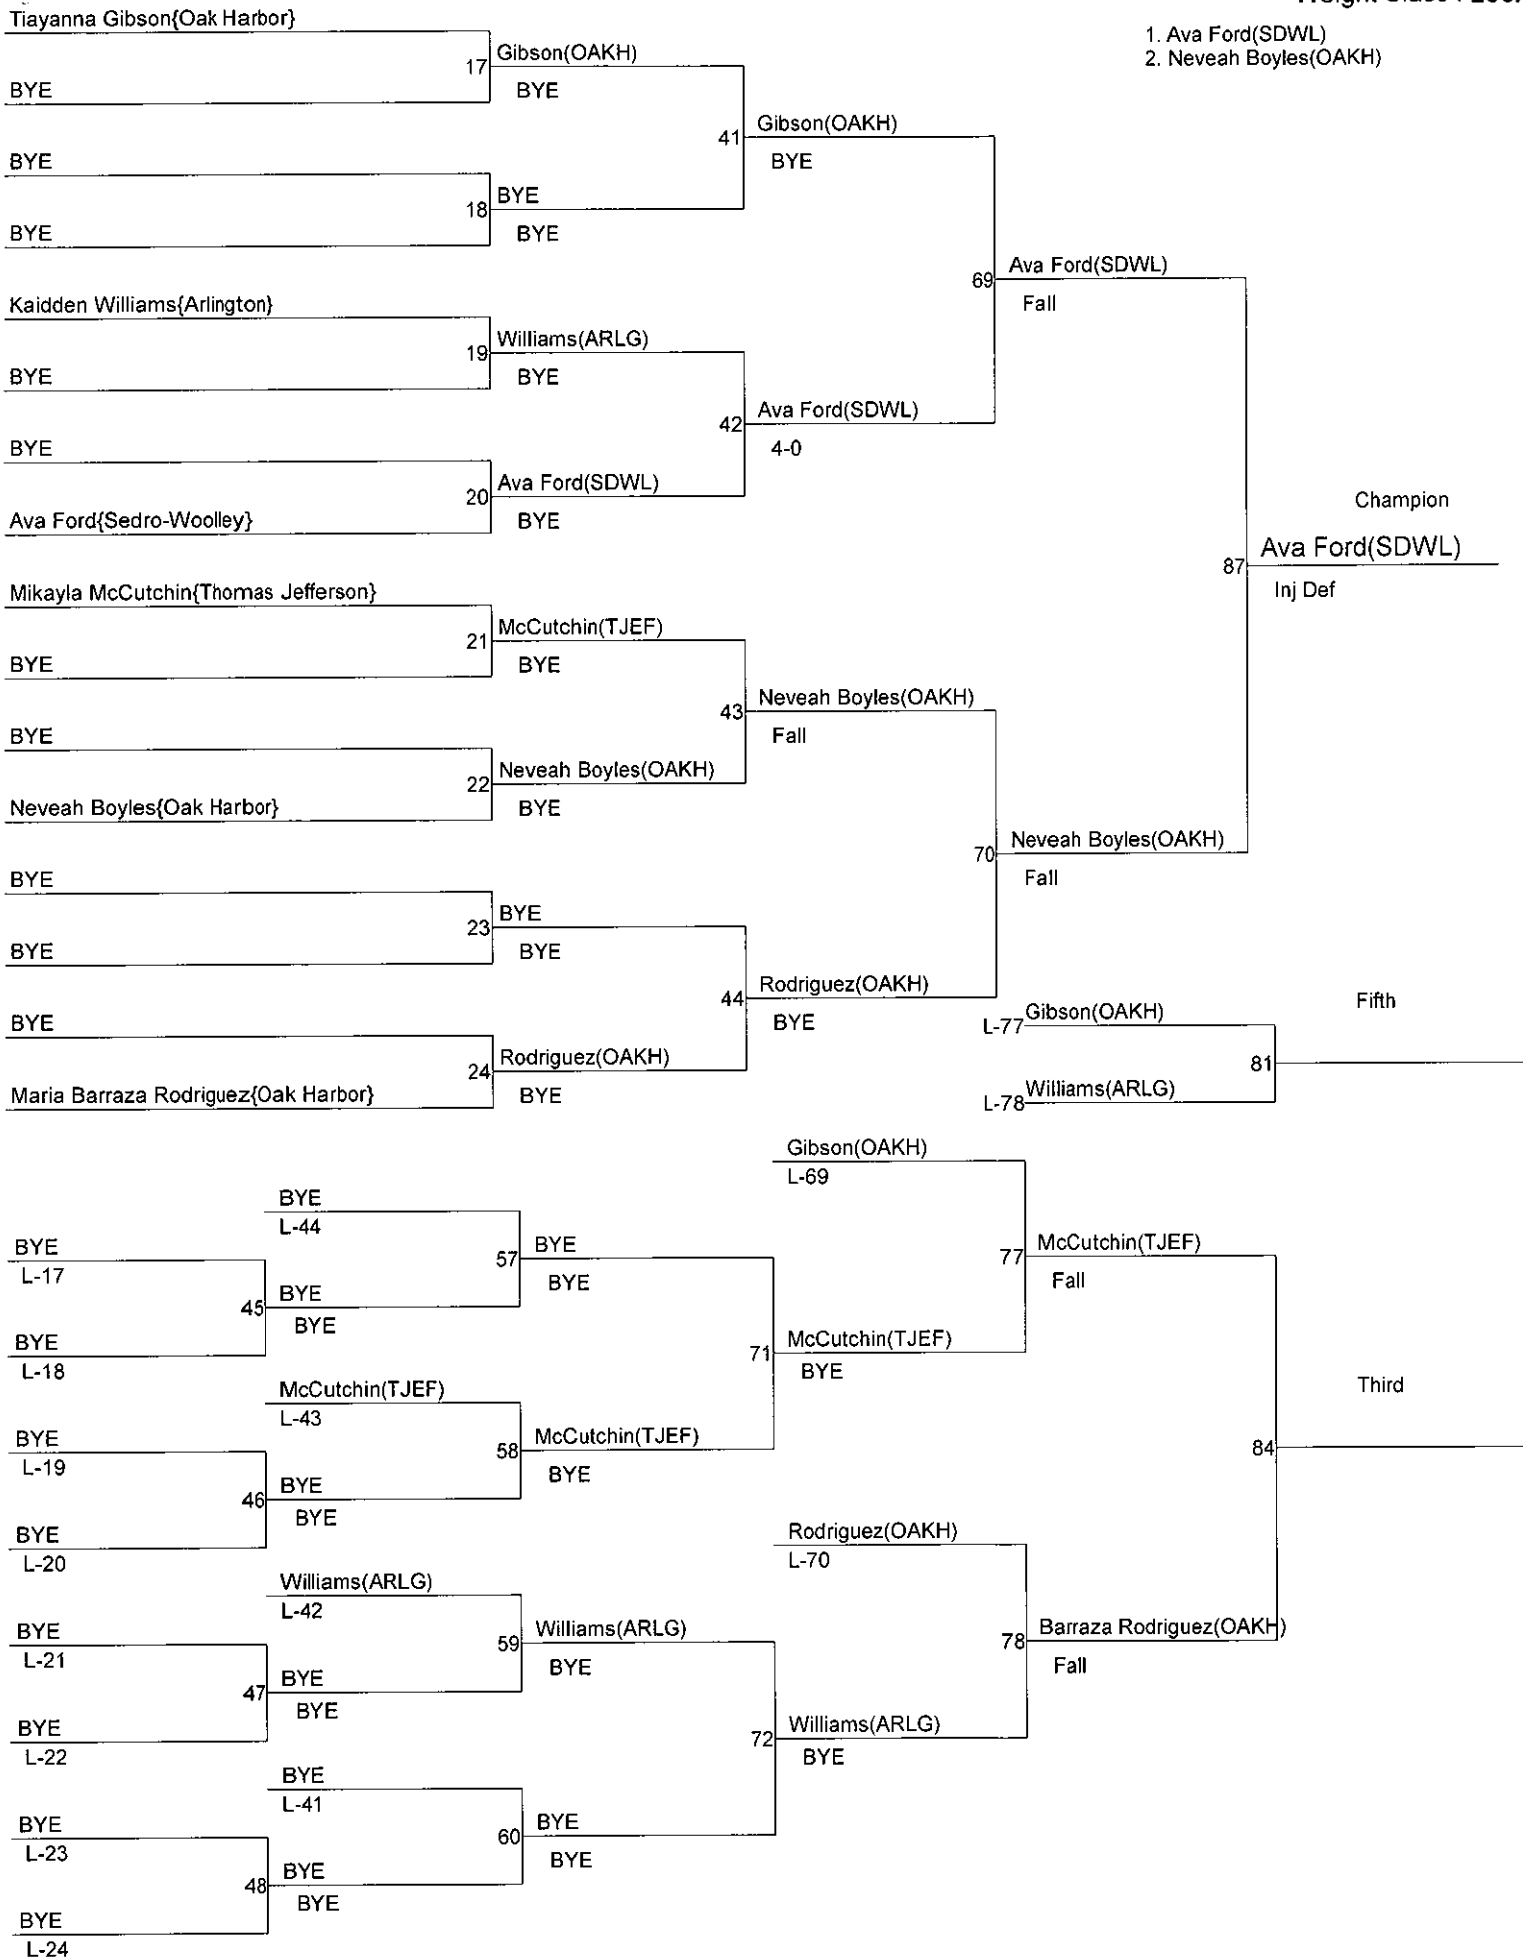 1. Ava Ford(SDWL)
2. Neveah Boyles(OAKH)
Tiayanna Gibson{Oak Harbor}
17 Gibson(OAKH)
BYE
BYE
41 Gibson(OAKH)
BYE
BYE
18 BYE
BYE
BYE
69 Ava Ford(SDWL)
Fall
Kaidden Williams{Arlington}
19 Williams(ARLG)
BYE
BYE
42 Ava Ford(SDWL)
4-0
BYE
20 Ava Ford(SDWL)
BYE
Ava Ford{Sedro-Woolley}
Champion
87 Ava Ford(SDWL)
Inj Def
Mikayla McCutchin{Thomas Jefferson}
21 McCutchin(TJEF)
BYE
BYE
43 Neveah Boyles(OAKH)
Fall
BYE
22 Neveah Boyles(OAKH)
BYE
Neveah Boyles{Oak Harbor}
70 Neveah Boyles(OAKH)
Fall
BYE
23 BYE
BYE
BYE
44 Rodriguez(OAKH)
BYE
BYE
24 Rodriguez(OAKH)
BYE
Maria Barraza Rodriguez{Oak Harbor}
L-77 Gibson(OAKH)
Fifth
81
L-78 Williams(ARLG)
Gibson(OAKH)
L-69
BYE
L-44
57 BYE
BYE
77 McCutchin(TJEF)
Fall
BYE
L-17
45 BYE
BYE
BYE
L-18
71 McCutchin(TJEF)
BYE
McCutchin(TJEF)
L-43
58 McCutchin(TJEF)
BYE
Third
84
BYE
L-19
46 BYE
BYE
BYE
L-20
Rodriguez(OAKH)
L-70
Williams(ARLG)
L-42
59 Williams(ARLG)
BYE
78 Barraza Rodriguez(OAKH)
Fall
BYE
L-21
47 BYE
BYE
BYE
L-22
72 Williams(ARLG)
BYE
BYE
L-41
60 BYE
BYE
BYE
L-23
48 BYE
BYE
BYE
L-24